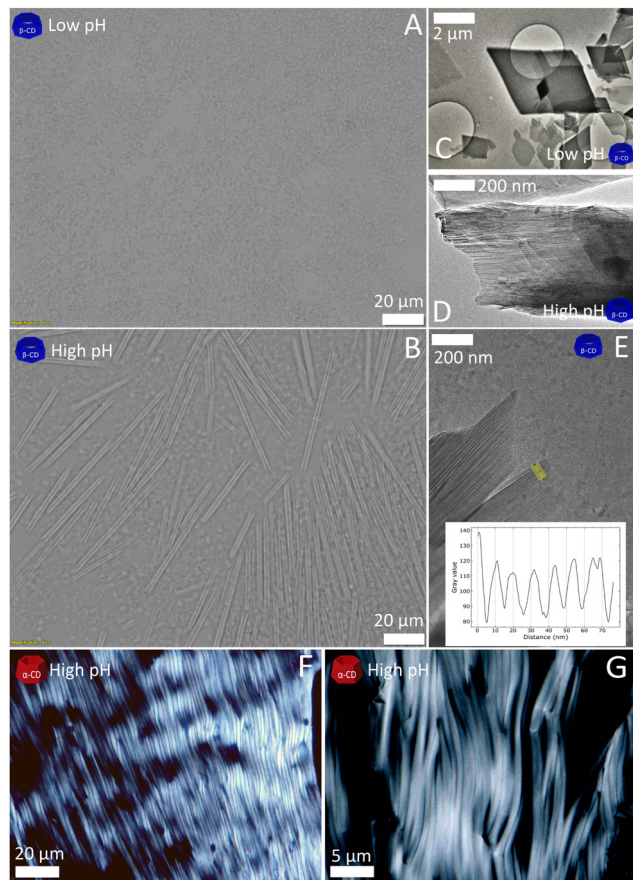 β-CD
Low pH
A
20 μm
2 μm
C
Low pH
β-CD
200 nm
D
High pH
β-CD
β-CD
High pH
B
20 μm
200 nm
β-CD
E
140
130
120
110
100
90
80
Gray value
0 10 20 30 40 50 60 70
Distance (nm)
α-CD
High pH
F
20 μm
α-CD
High pH
G
5 μm